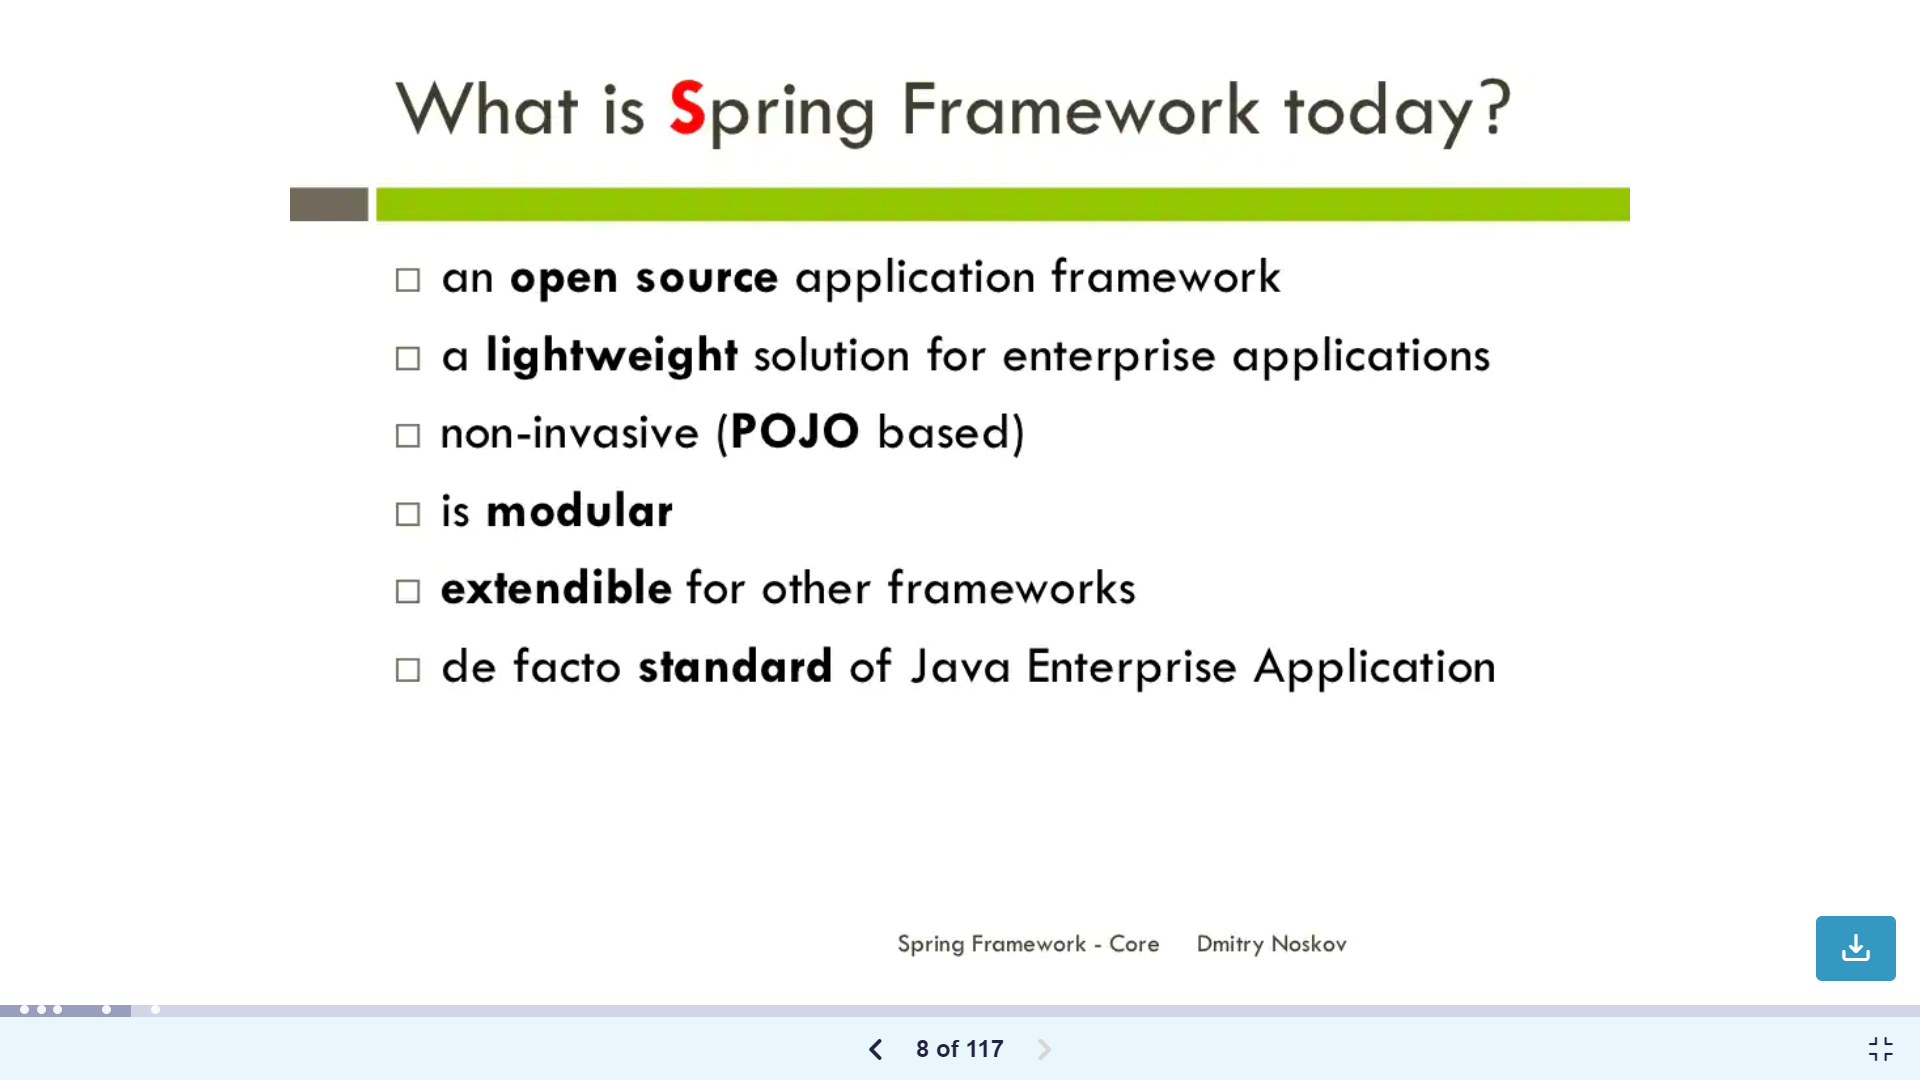 What is Spring Framework today?
an open source application framework
a lightweight solution for enterprise applications
non-invasive (POJO based)
is modular
extendible for other frameworks
de facto standard of Java Enterprise Application
Spring Framework - Core Dmitry Noskov
8 of 117